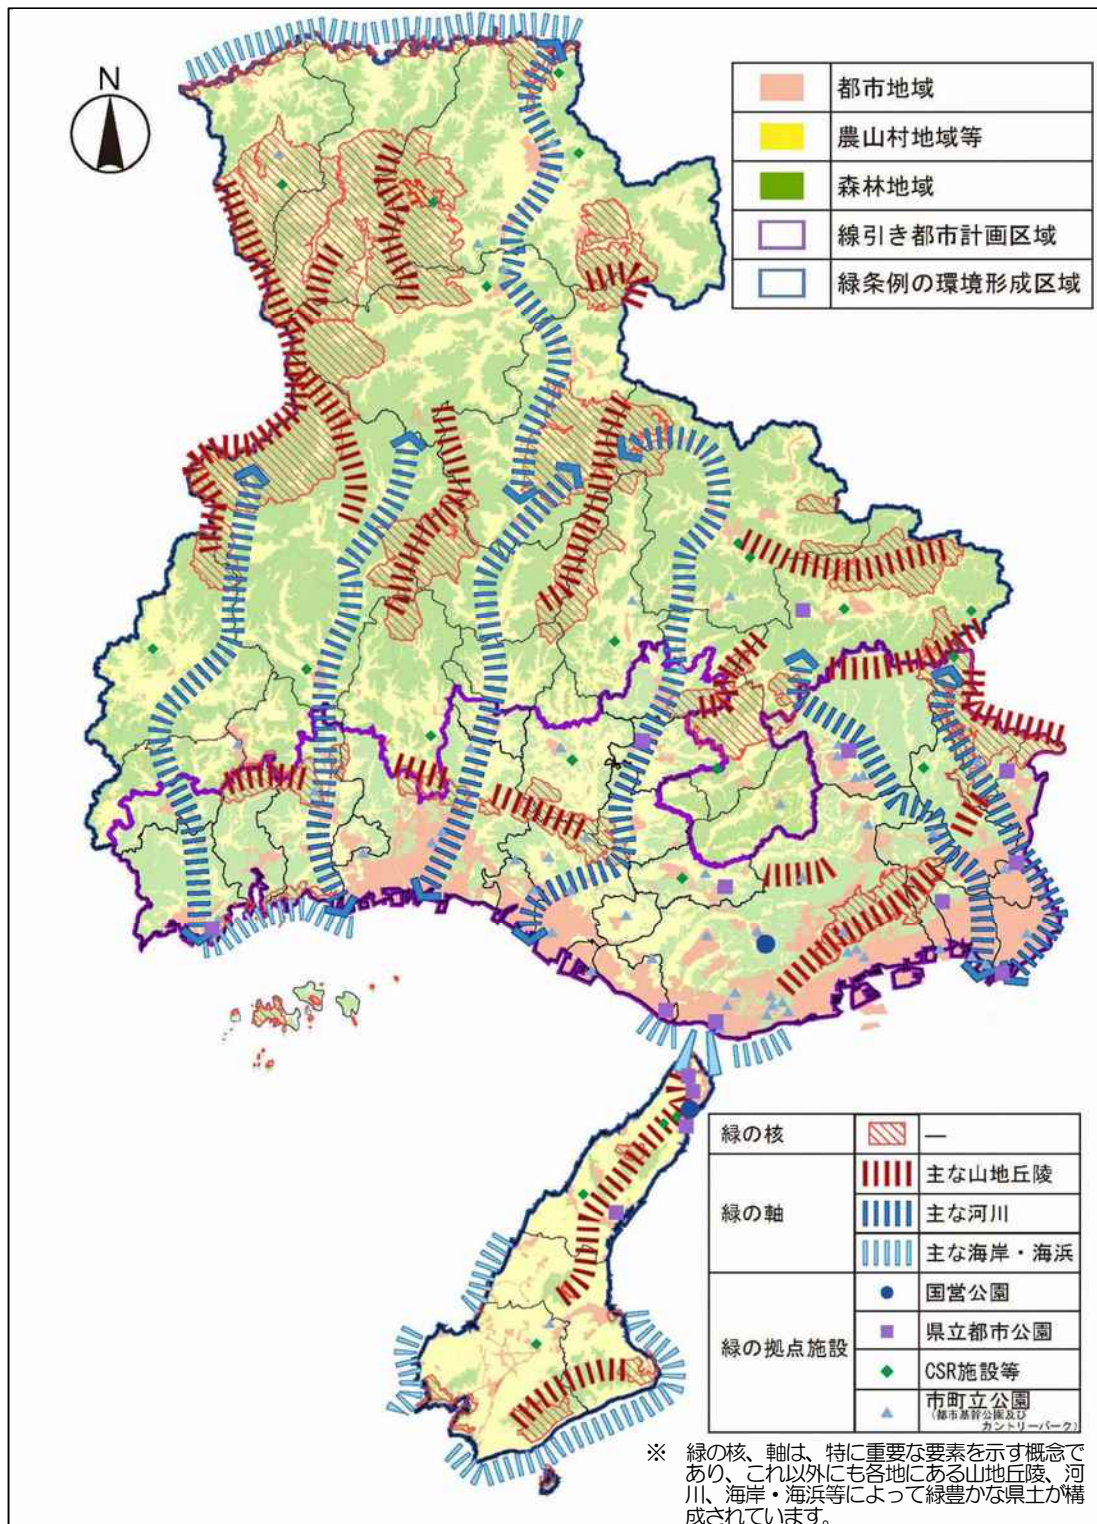 N
都市地域
農山村地域等
森林地域
線引き都市計画区域
緑条例の環境形成区域
緑の核
―
緑の軸
主な山地丘陵
主な河川
主な海岸・海浜
緑の拠点施設
国営公園
県立都市公園
CSR施設等
市町立公園
(都市基幹公園及び
カントリーパーク)
※ 緑の核、軸は、特に重要な要素を示す概念で
あり、これ以外にも各地にある山地丘陵、河
川、海岸・海浜等によって緑豊かな県土が構
成されています。